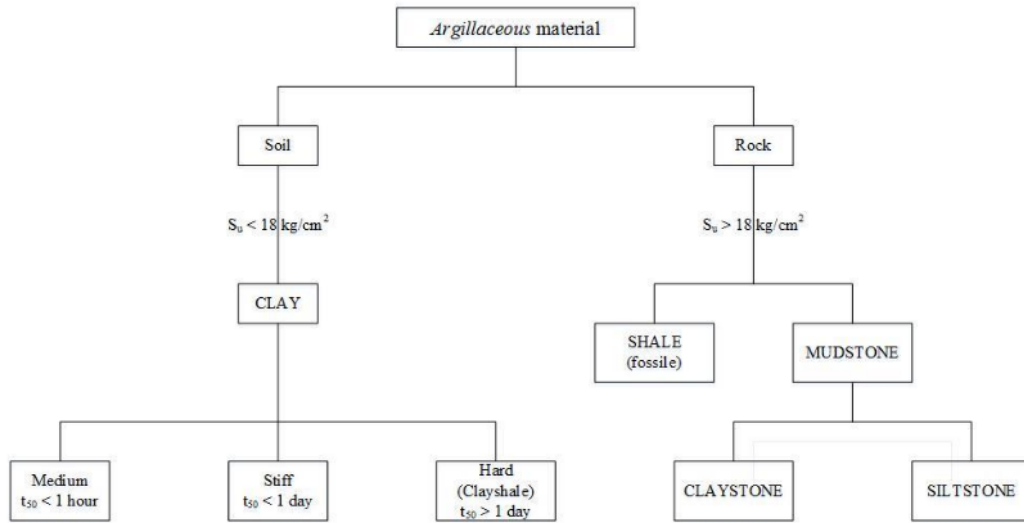 Argillaceous material
Soil
Rock
Sᵤ < 18 kg/cm²
Sᵤ > 18 kg/cm²
CLAY
SHALE
(fossile)
MUDSTONE
Medium
t₅₀ < 1 hour
Stiff
t₅₀ < 1 day
Hard
(Clayshale)
t₅₀ > 1 day
CLAYSTONE
SILTSTONE